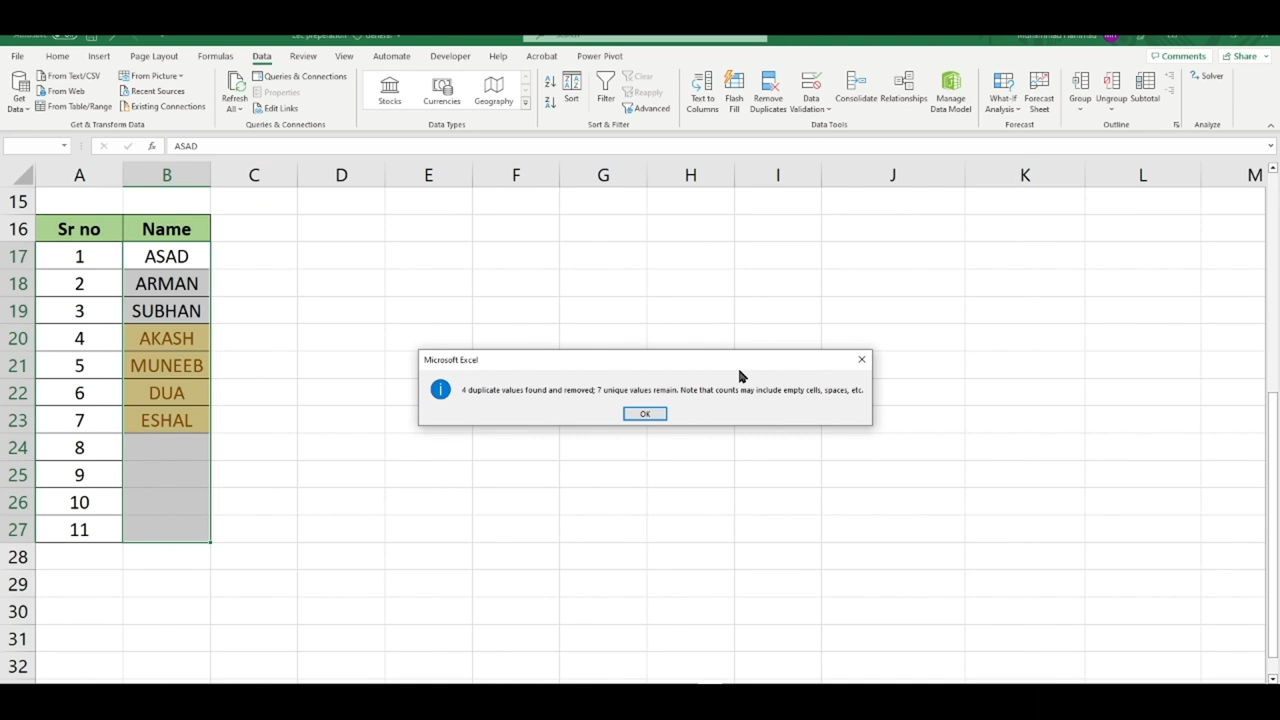 File Home Insert Page Layout Formulas Data Review View Automate Developer Help Acrobat Power Pivot Comments Share
From Text/CSV From Picture Queries & Connections Clear Solver
From Web Recent Sources Properties Reapply
From Table/Range Existing Connections Edit Links Advanced
Get Data Refresh All Stocks Currencies Geography Sort Filter Text to Columns Flash Fill Remove Duplicates Data Validation Consolidate Relationships Manage Data Model What-If Analysis Forecast Sheet Group Ungroup Subtotal
Get & Transform Data Queries & Connections Data Types Sort & Filter Data Tools Forecast Outline Analyze
fx ASAD
A B C D E F G H I J K L M
15
16 Sr no Name
17 1 ASAD
18 2 ARMAN
19 3 SUBHAN
20 4 AKASH
21 5 MUNEEB
22 6 DUA
23 7 ESHAL
24 8
25 9
26 10
27 11
28
29
30
31
32
Microsoft Excel
4 duplicate values found and removed; 7 unique values remain. Note that counts may include empty cells, spaces, etc.
OK